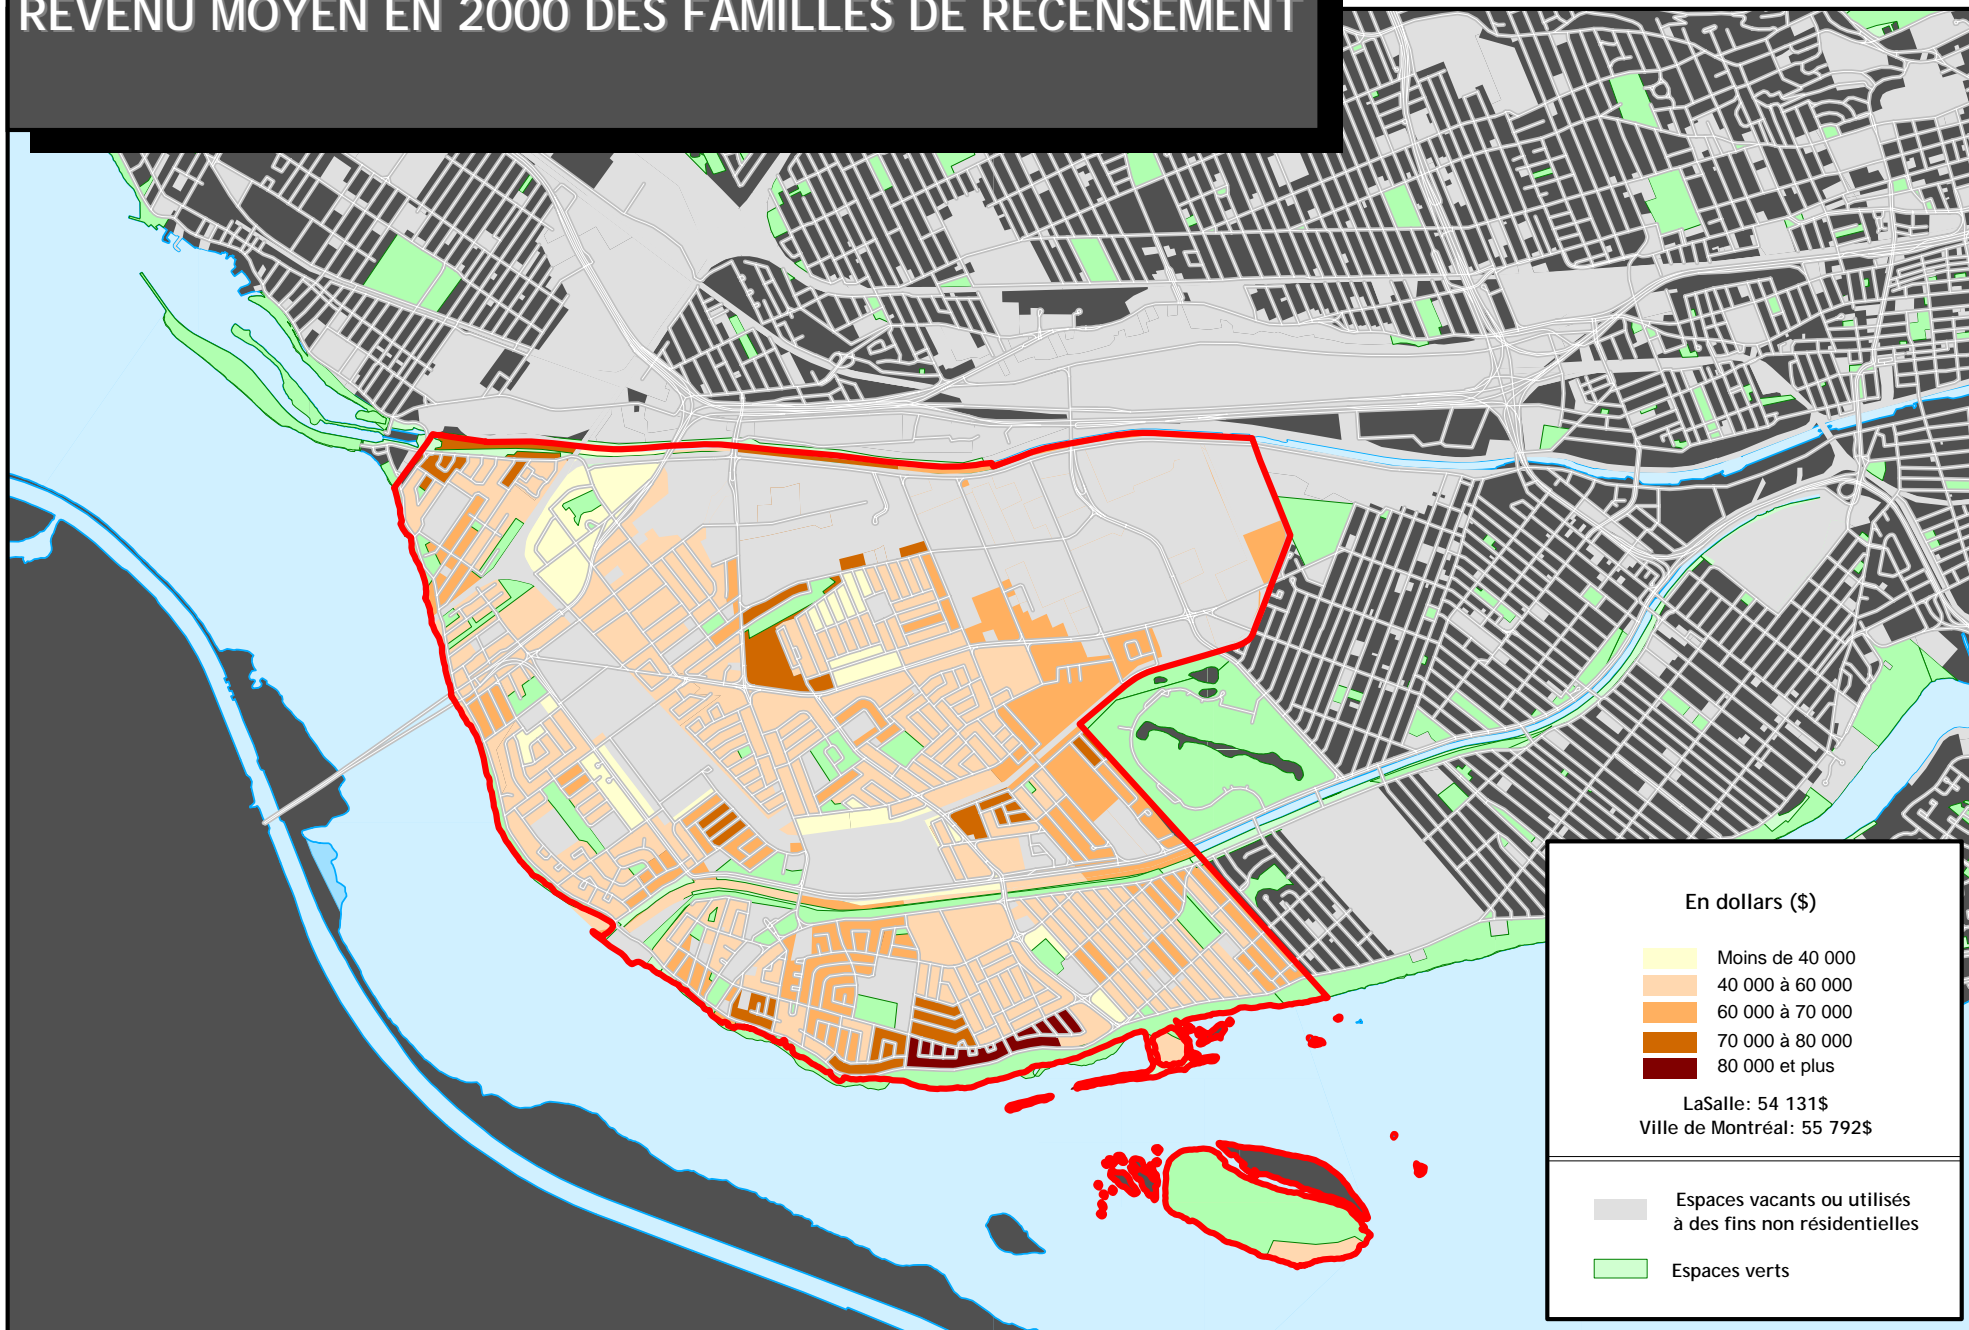 REVENU MOYEN EN 2000 DES FAMILLES DE RECENSEMENT
En dollars ($)
Moins de 40 000
40 000 à 60 000
60 000 à 70 000
70 000 à 80 000
80 000 et plus
LaSalle: 54 131$
Ville de Montréal: 55 792$
Espaces vacants ou utilisés
à des fins non résidentielles
Espaces verts